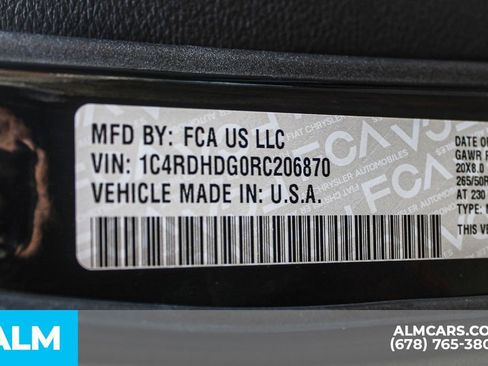 MFD BY: FCA US LLC
VIN: 1C4RDHDG0RC206870
VEHICLE MADE IN: U.S.A.
DATE OF
GAWR
20X8.0
265/50R
AT 230
TYPE:
THIS VE
ALM
ALMCARS.CO
(678) 765-380